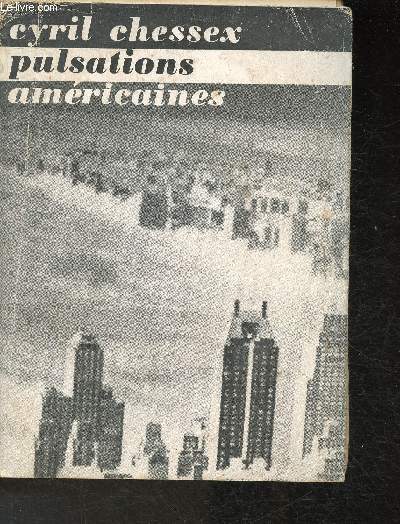 Le-livre.com
cyril chessex
pulsations
américaines